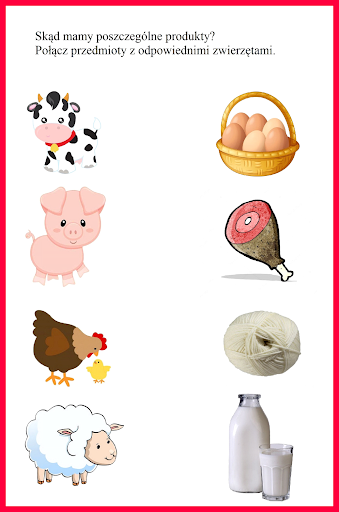 Skąd mamy poszczególne produkty?
Połącz przedmioty z odpowiednimi zwierzętami.